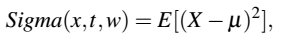 Sigma(x,t,w) = E[(X − μ)²],